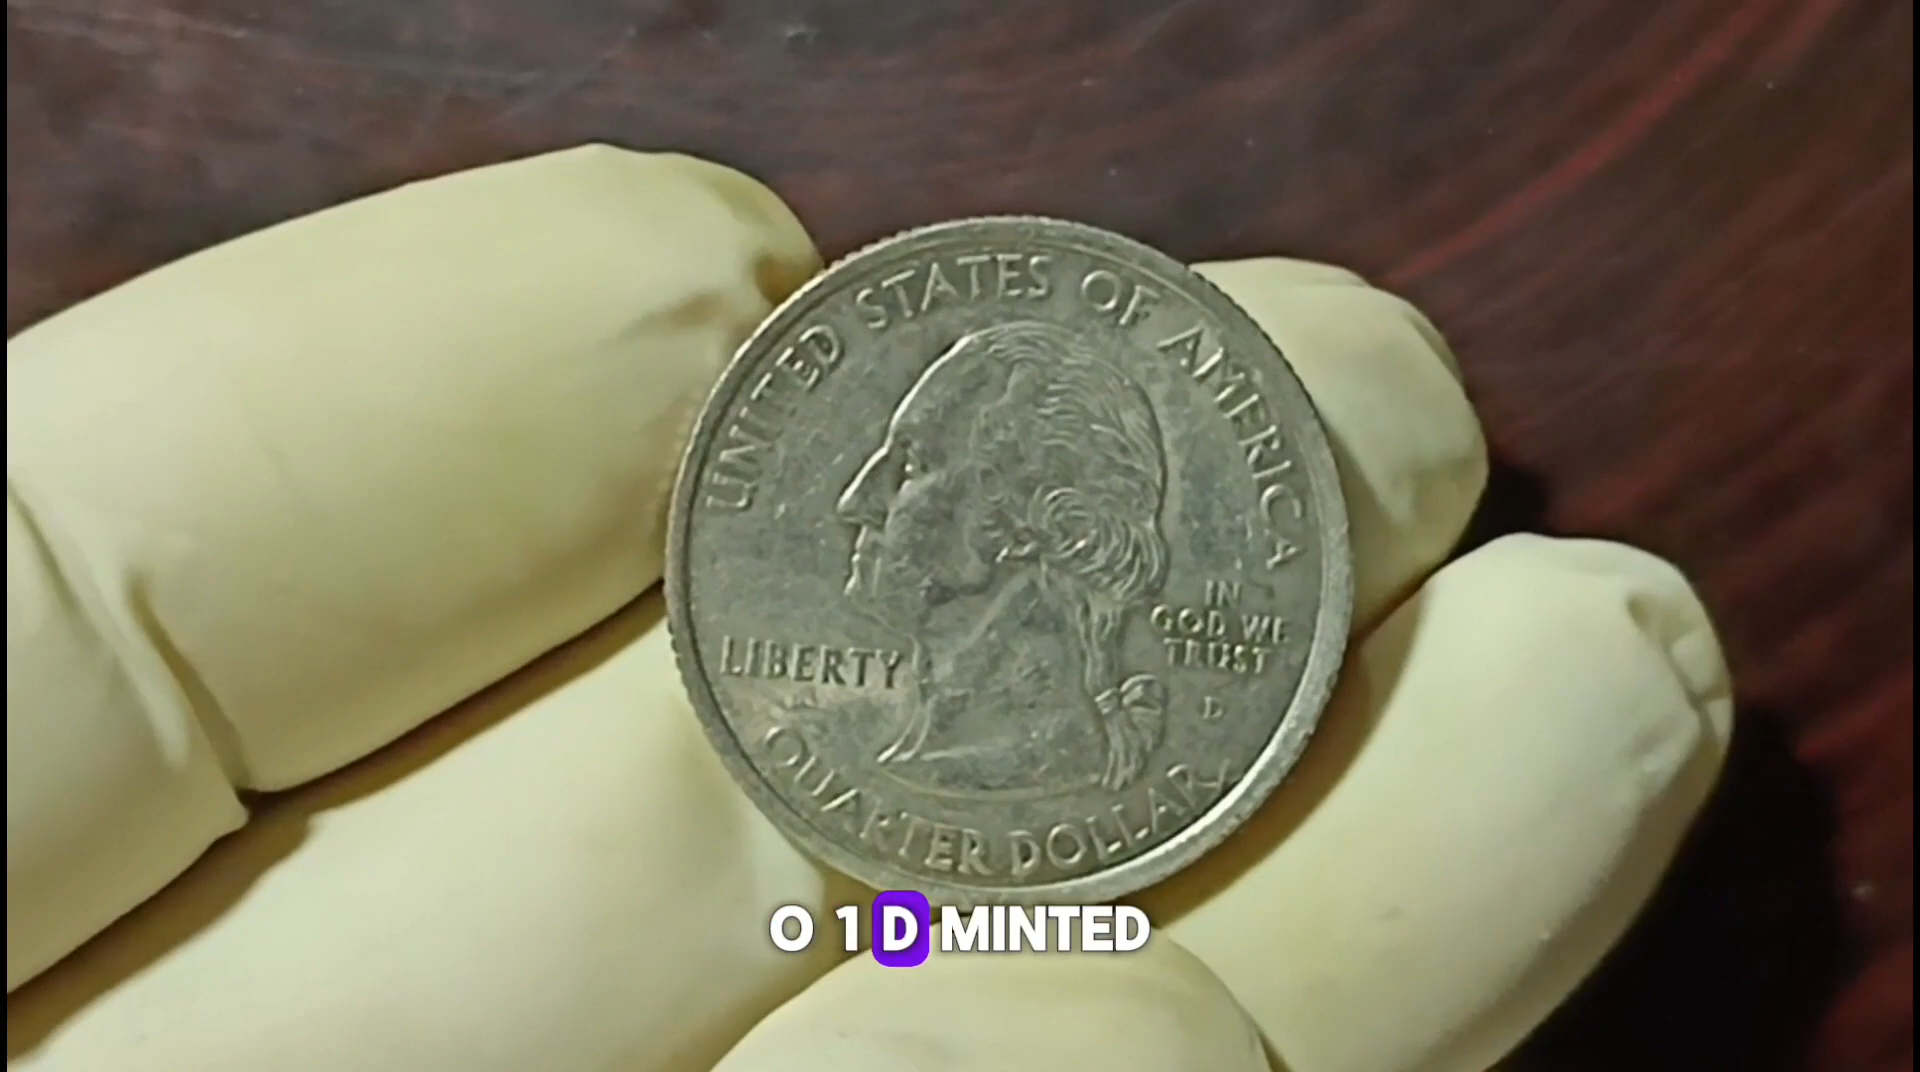 UNITED STATES OF AMERICA
LIBERTY
IN
GOD WE
TRUST
D
QUARTER DOLLAR
O 1 D MINTED